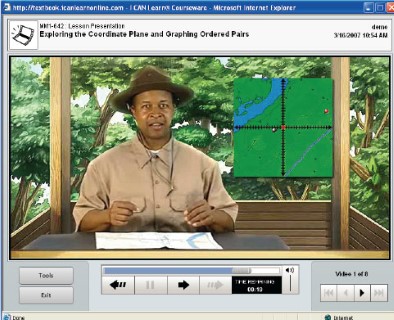 http://textbook.icanlearnonline.com - I CAN Learn® Courseware - Microsoft Internet Explorer
MM1-042: Lesson Presentation
Exploring the Coordinate Plane and Graphing Ordered Pairs
demo
3/16/2007 10:54 AM
Tools
Exit
TIME REMAINING
00:13
Video 1 of 8
Done
Internet